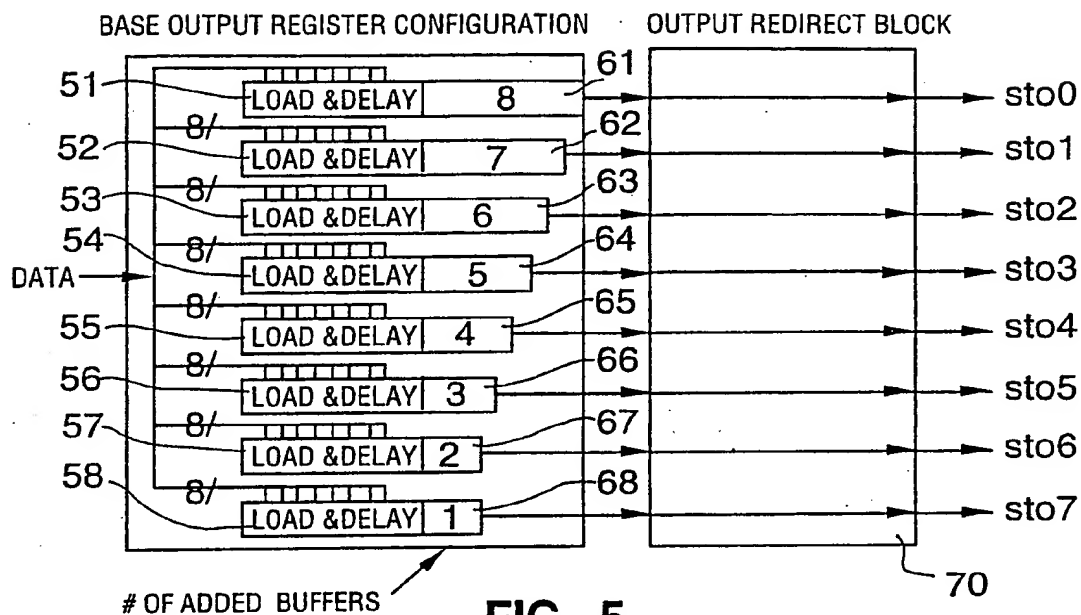 BASE OUTPUT REGISTER CONFIGURATION
OUTPUT REDIRECT BLOCK
51
LOAD &DELAY
8
61
sto0
8/
52
LOAD &DELAY
7
62
sto1
8/
53
LOAD &DELAY
6
63
sto2
8/
54
LOAD &DELAY
5
64
sto3
DATA
8/
55
LOAD &DELAY
4
65
sto4
8/
56
LOAD &DELAY
3
66
sto5
8/
57
LOAD &DELAY
2
67
sto6
8/
58
LOAD &DELAY
1
68
sto7
70
# OF ADDED BUFFERS
FIG. 5